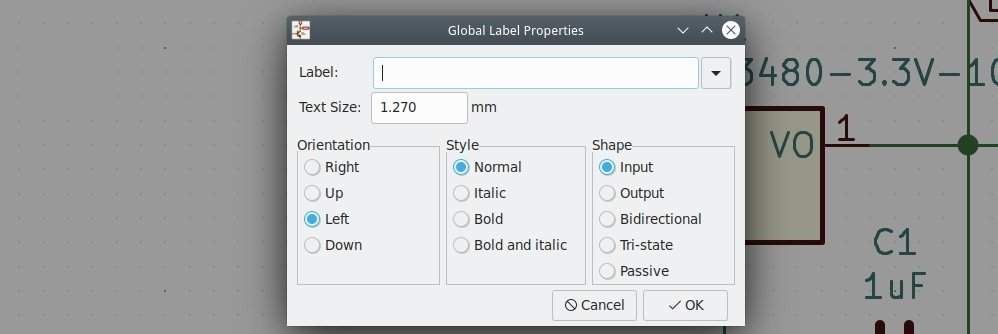 Global Label Properties
Label:
Text Size: 1.270 mm
Orientation
Right
Up
Left
Down
Style
Normal
Italic
Bold
Bold and italic
Shape
Input
Output
Bidirectional
Tri-state
Passive
Cancel
OK
3480-3.3V-10
VO
1
C1
1uF